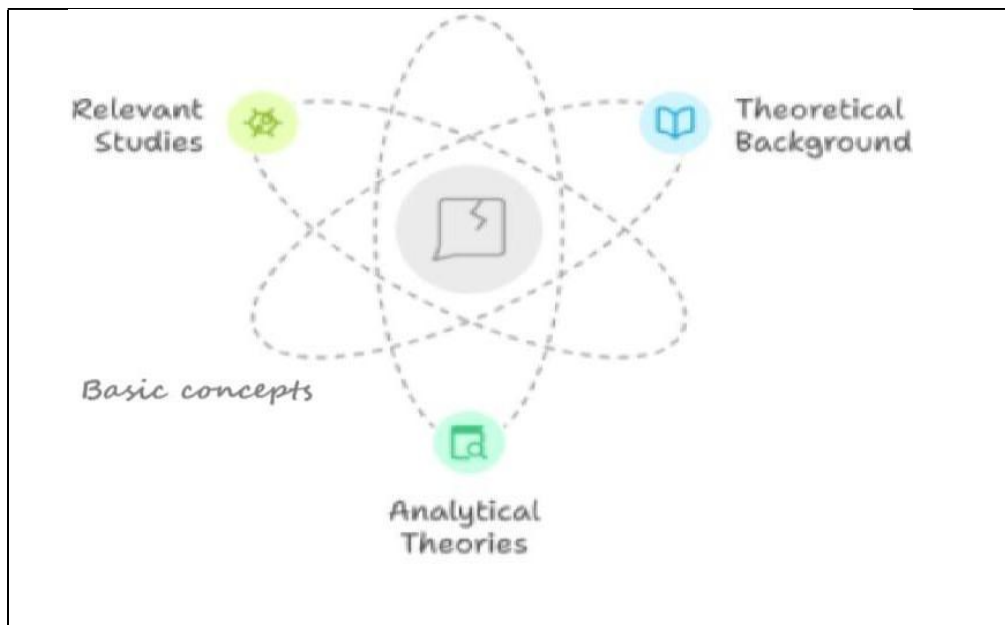 Relevant
Studies
Theoretical
Background
Basic concepts
Analytical
Theories